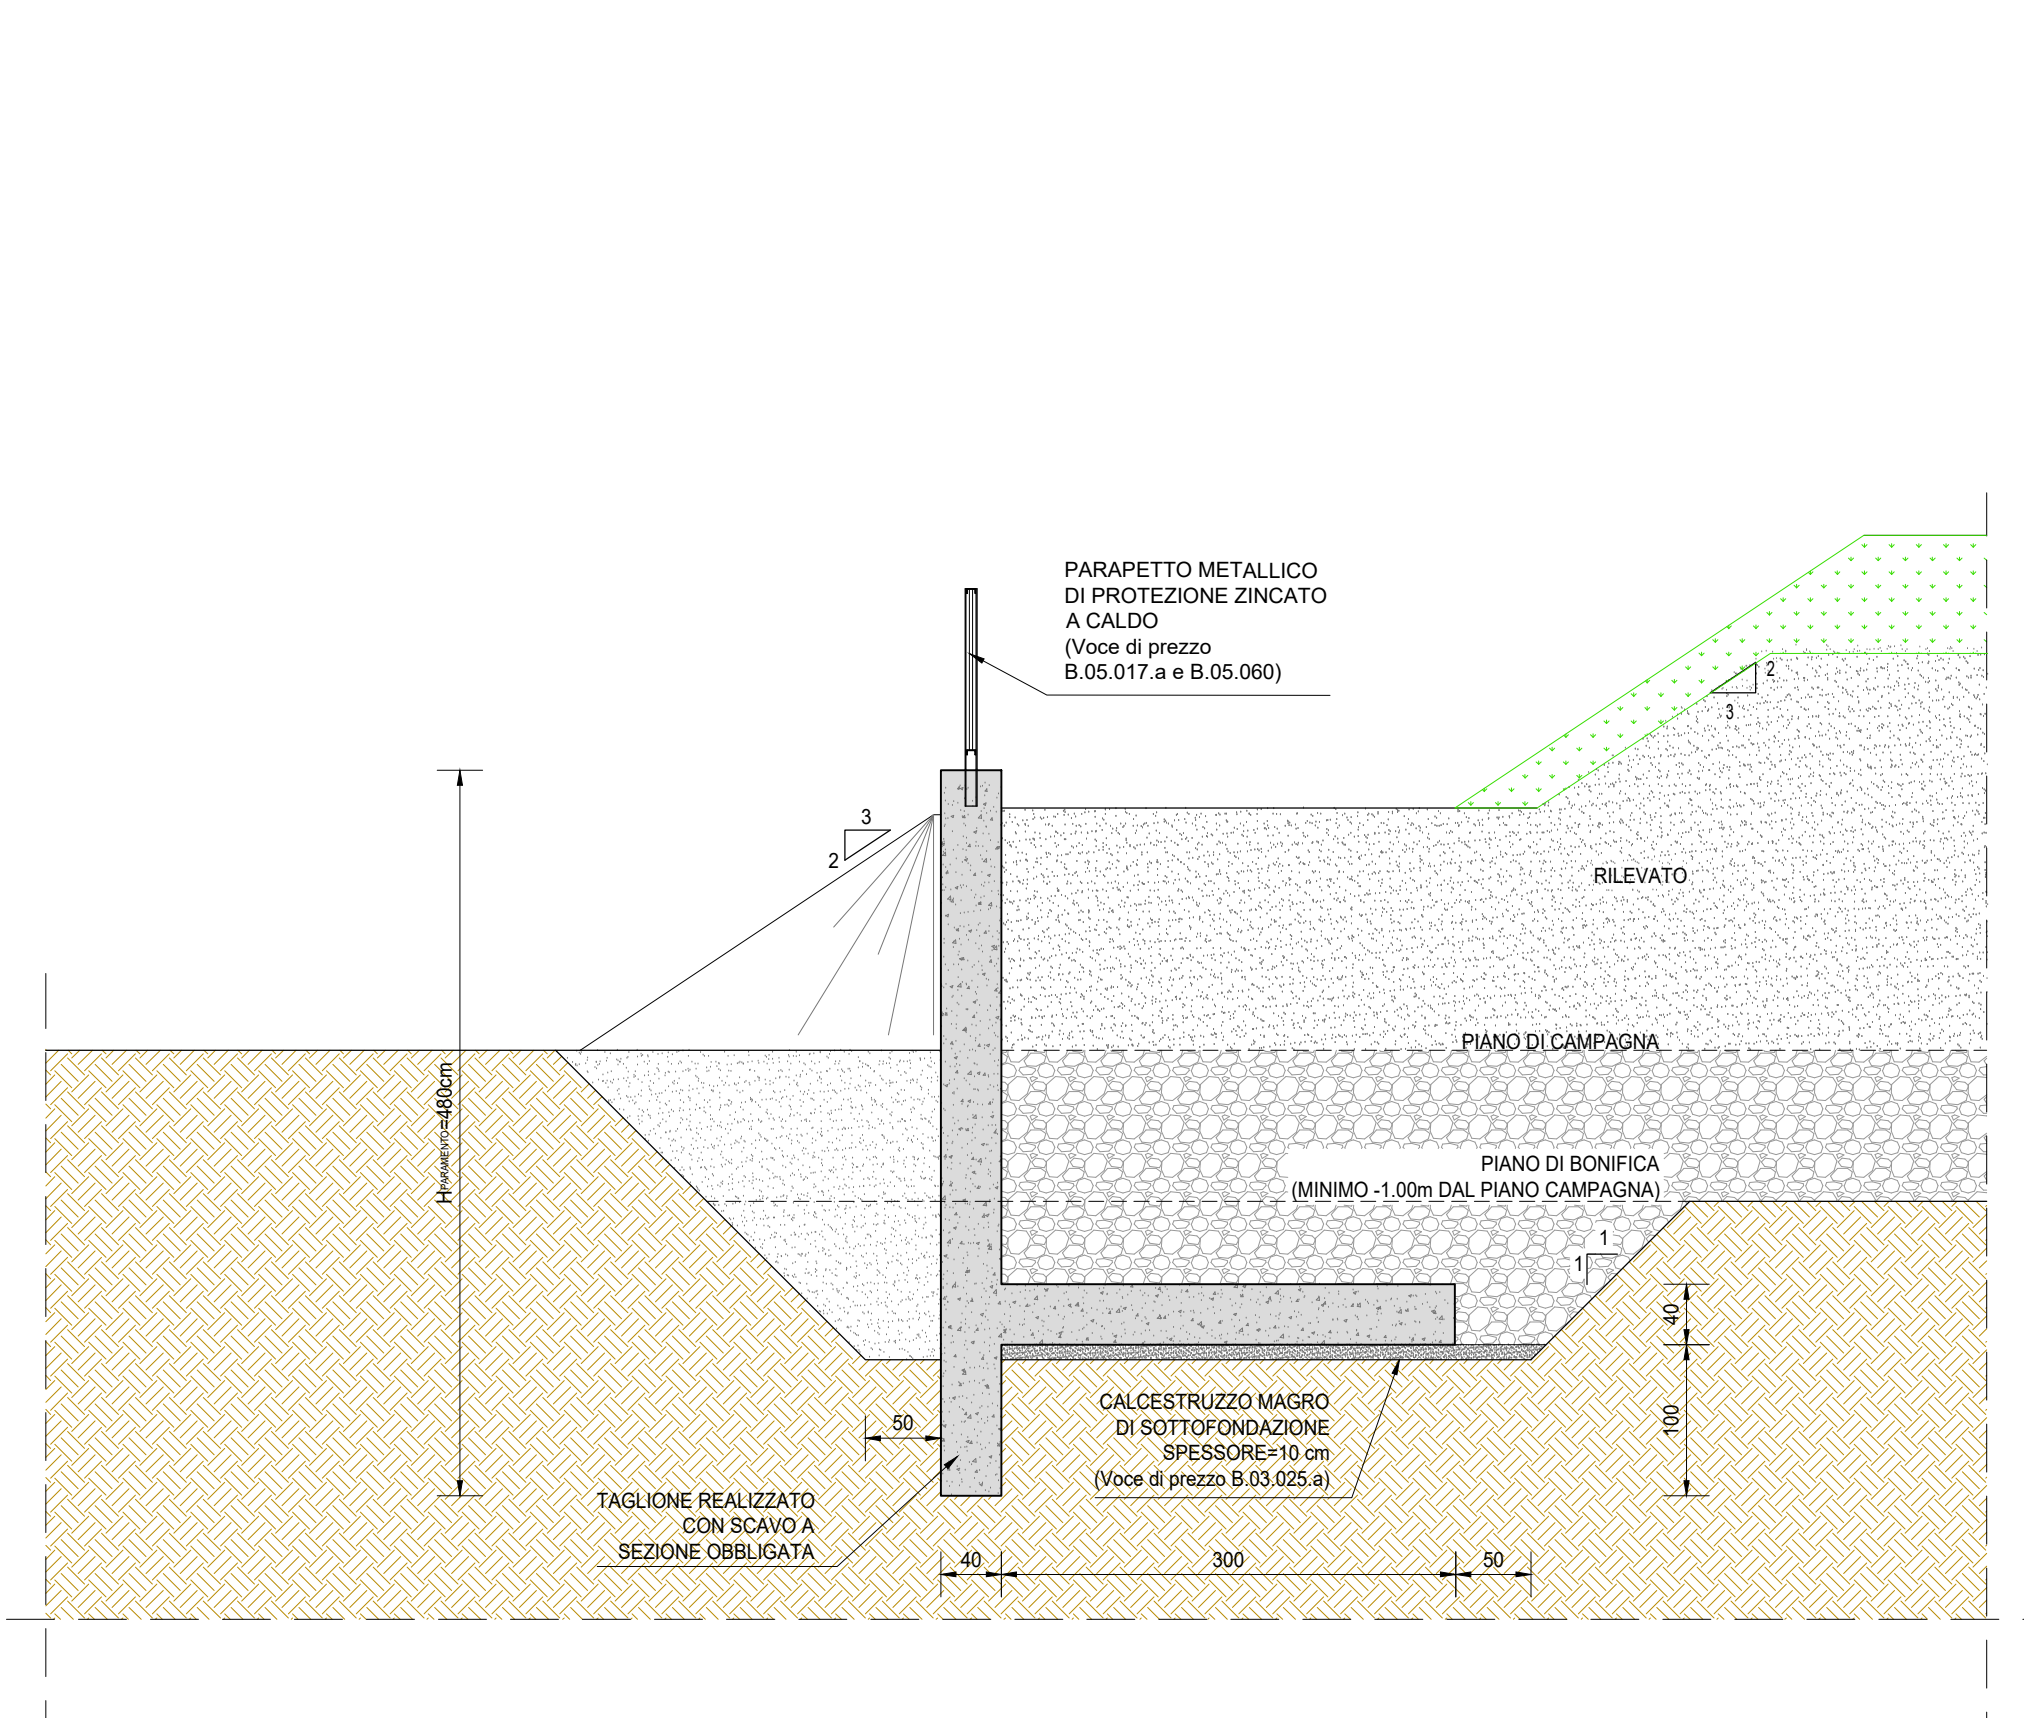 PARAPETTO METALLICO
DI PROTEZIONE ZINCATO
A CALDO
(Voce di prezzo
B.05.017.a e B.05.060)
2
3
3
2
RILEVATO
PIANO DI CAMPAGNA
HPARAMENTO=480cm
PIANO DI BONIFICA
(MINIMO -1.00m DAL PIANO CAMPAGNA)
1
1
40
100
CALCESTRUZZO MAGRO
DI SOTTOFONDAZIONE
SPESSORE=10 cm
(Voce di prezzo B.03.025.a)
50
TAGLIONE REALIZZATO
CON SCAVO A
SEZIONE OBBLIGATA
40
300
50